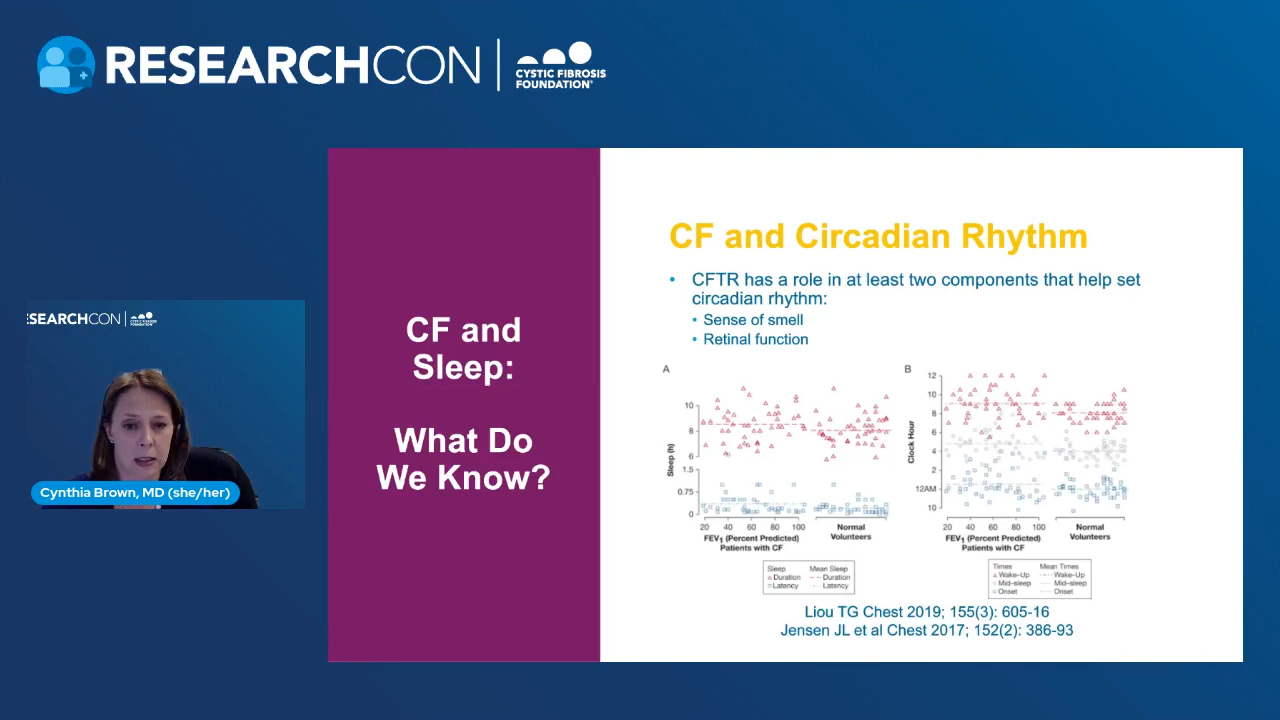 RESEARCHCON
CYSTIC FIBROSIS
FOUNDATION
CF and
Sleep:
What Do
We Know?
CF and Circadian Rhythm
• CFTR has a role in at least two components that help set
circadian rhythm:
• Sense of smell
• Retinal function
A
10
8
6
1.5
0.75
0
Sleep (h)
20 40 60 80 100
FEV1 (Percent Predicted)
Patients with CF
Normal
Volunteers
Sleep Mean Sleep
Duration Duration
Latency Latency
B
12
10
8
6
4
2
12AM
10
Clock Hour
20 40 60 80 100
FEV1 (Percent Predicted)
Patients with CF
Normal
Volunteers
Times Mean Times
Wake-Up Wake-Up
Mid-sleep Mid-sleep
Onset Onset
Liou TG Chest 2019; 155(3): 605-16
Jensen JL et al Chest 2017; 152(2): 386-93
SEARCHCON
Cynthia Brown, MD (she/her)